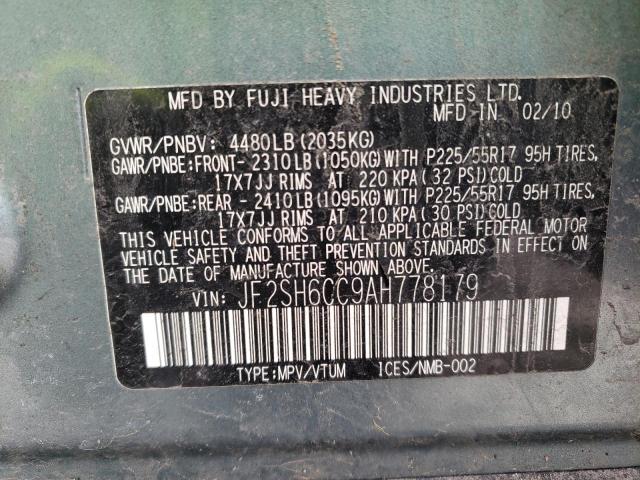 MFD BY FUJI HEAVY INDUSTRIES LTD.
MFD IN 02/10
GVWR/PNBV: 4480LB(2035KG)
GAWR/PNBE:FRONT- 2310LB(1050KG)WITH P225/55R17 95H TIRES,
17X7JJ RIMS AT 220 KPA( 32 PSI)COLD
GAWR/PNBE:REAR - 2410LB(1095KG)WITH P225/55R17 95H TIRES,
17X7JJ RIMS AT 210 KPA( 30 PSI)COLD
THIS VEHICLE CONFORMS TO ALL APPLICABLE FEDERAL MOTOR
VEHICLE SAFETY AND THEFT PREVENTION STANDARDS IN EFFECT ON
THE DATE OF MANUFACTURE SHOWN ABOVE.
VIN: JF2SH6CC9AH778179
TYPE:MPV/VTUM ICES/NMB-002